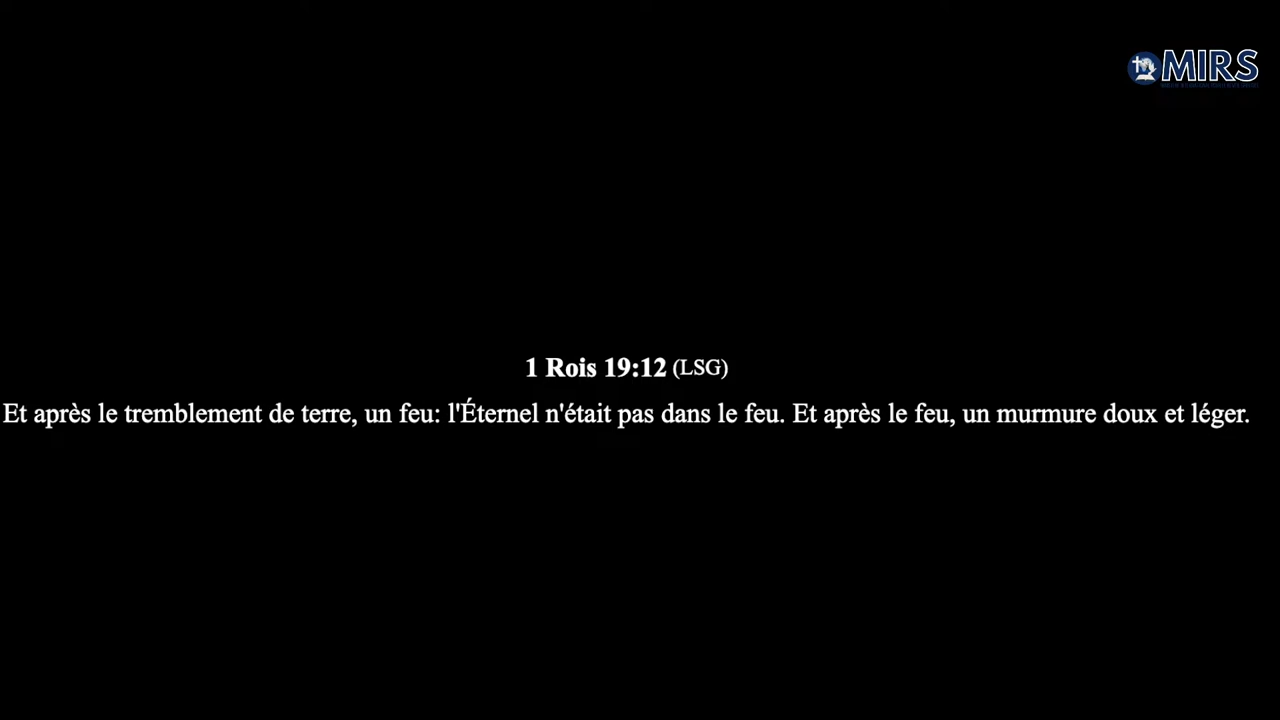 MIRS
1 Rois 19:12 (LSG)
Et après le tremblement de terre, un feu: l'Éternel n'était pas dans le feu. Et après le feu, un murmure doux et léger.